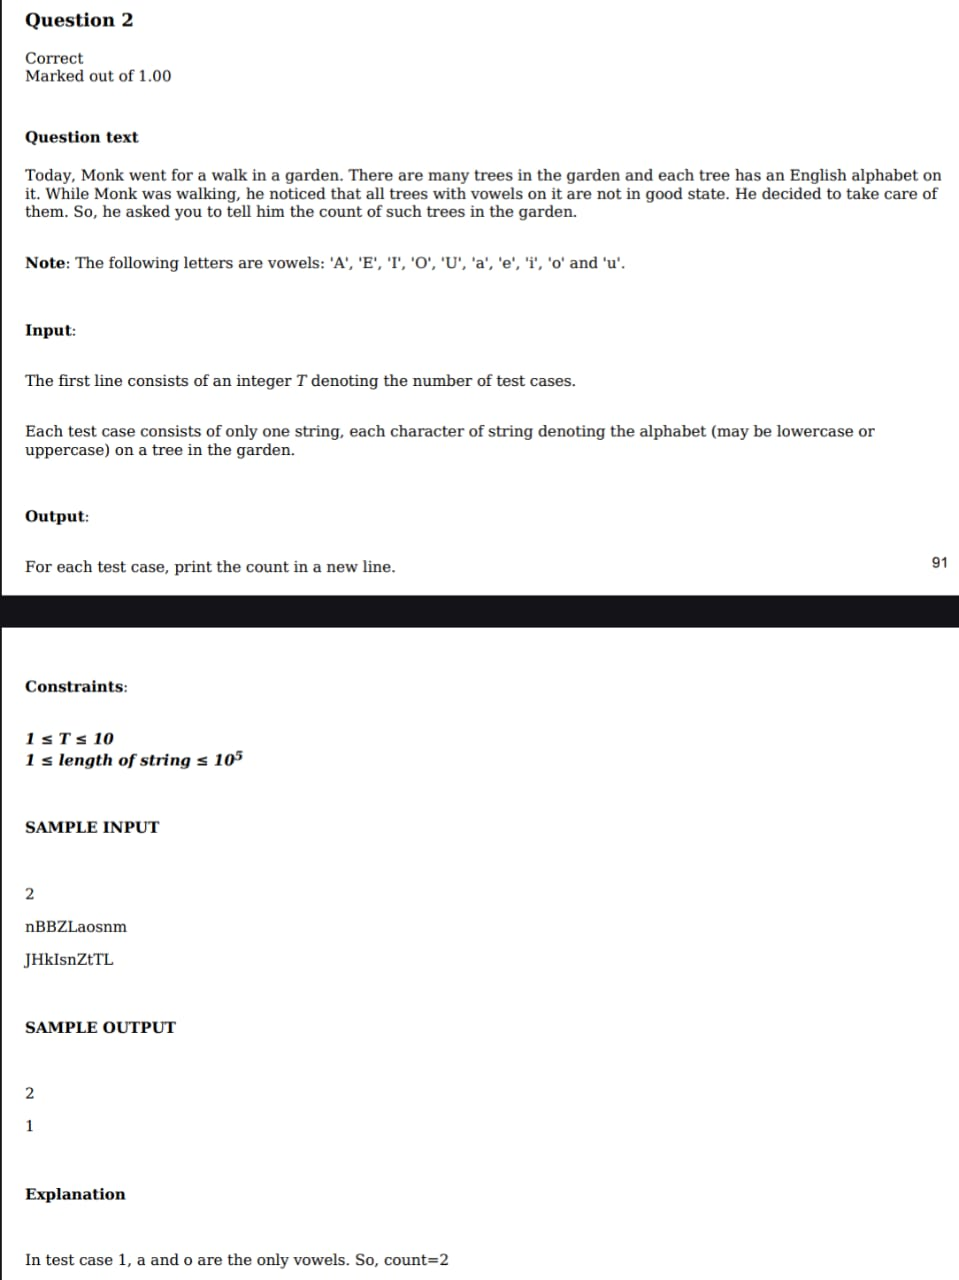 Question 2
Correct
Marked out of 1.00
Question text
Today, Monk went for a walk in a garden. There are many trees in the garden and each tree has an English alphabet on
it. While Monk was walking, he noticed that all trees with vowels on it are not in good state. He decided to take care of
them. So, he asked you to tell him the count of such trees in the garden.
Note: The following letters are vowels: 'A', 'E', 'I', 'O', 'U', 'a', 'e', 'i', 'o' and 'u'.
Input:
The first line consists of an integer T denoting the number of test cases.
Each test case consists of only one string, each character of string denoting the alphabet (may be lowercase or
uppercase) on a tree in the garden.
Output:
For each test case, print the count in a new line.
91
Constraints:
1 ≤ T ≤ 10
1 ≤ length of string ≤ 10⁵
SAMPLE INPUT
2
nBBZLaosnm
JHkIsnZtTL
SAMPLE OUTPUT
2
1
Explanation
In test case 1, a and o are the only vowels. So, count=2